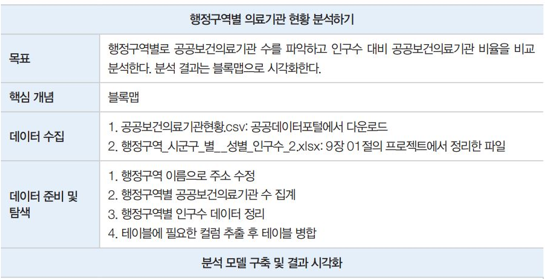 행정구역별 의료기관 현황 분석하기
목표
행정구역별로 공공보건의료기관 수를 파악하고 인구수 대비 공공보건의료기관 비율을 비교
분석한다. 분석 결과는 블록맵으로 시각화한다.
핵심 개념
블록맵
데이터 수집
1. 공공보건의료기관현황.csv: 공공데이터포털에서 다운로드
2. 행정구역_시군구_별__성별_인구수_2.xlsx: 9장 01절의 프로젝트에서 정리한 파일
데이터 준비 및
탐색
1. 행정구역 이름으로 주소 수정
2. 행정구역별 공공보건의료기관 수 집계
3. 행정구역별 인구수 데이터 정리
4. 테이블에 필요한 컬럼 추출 후 테이블 병합
분석 모델 구축 및 결과 시각화